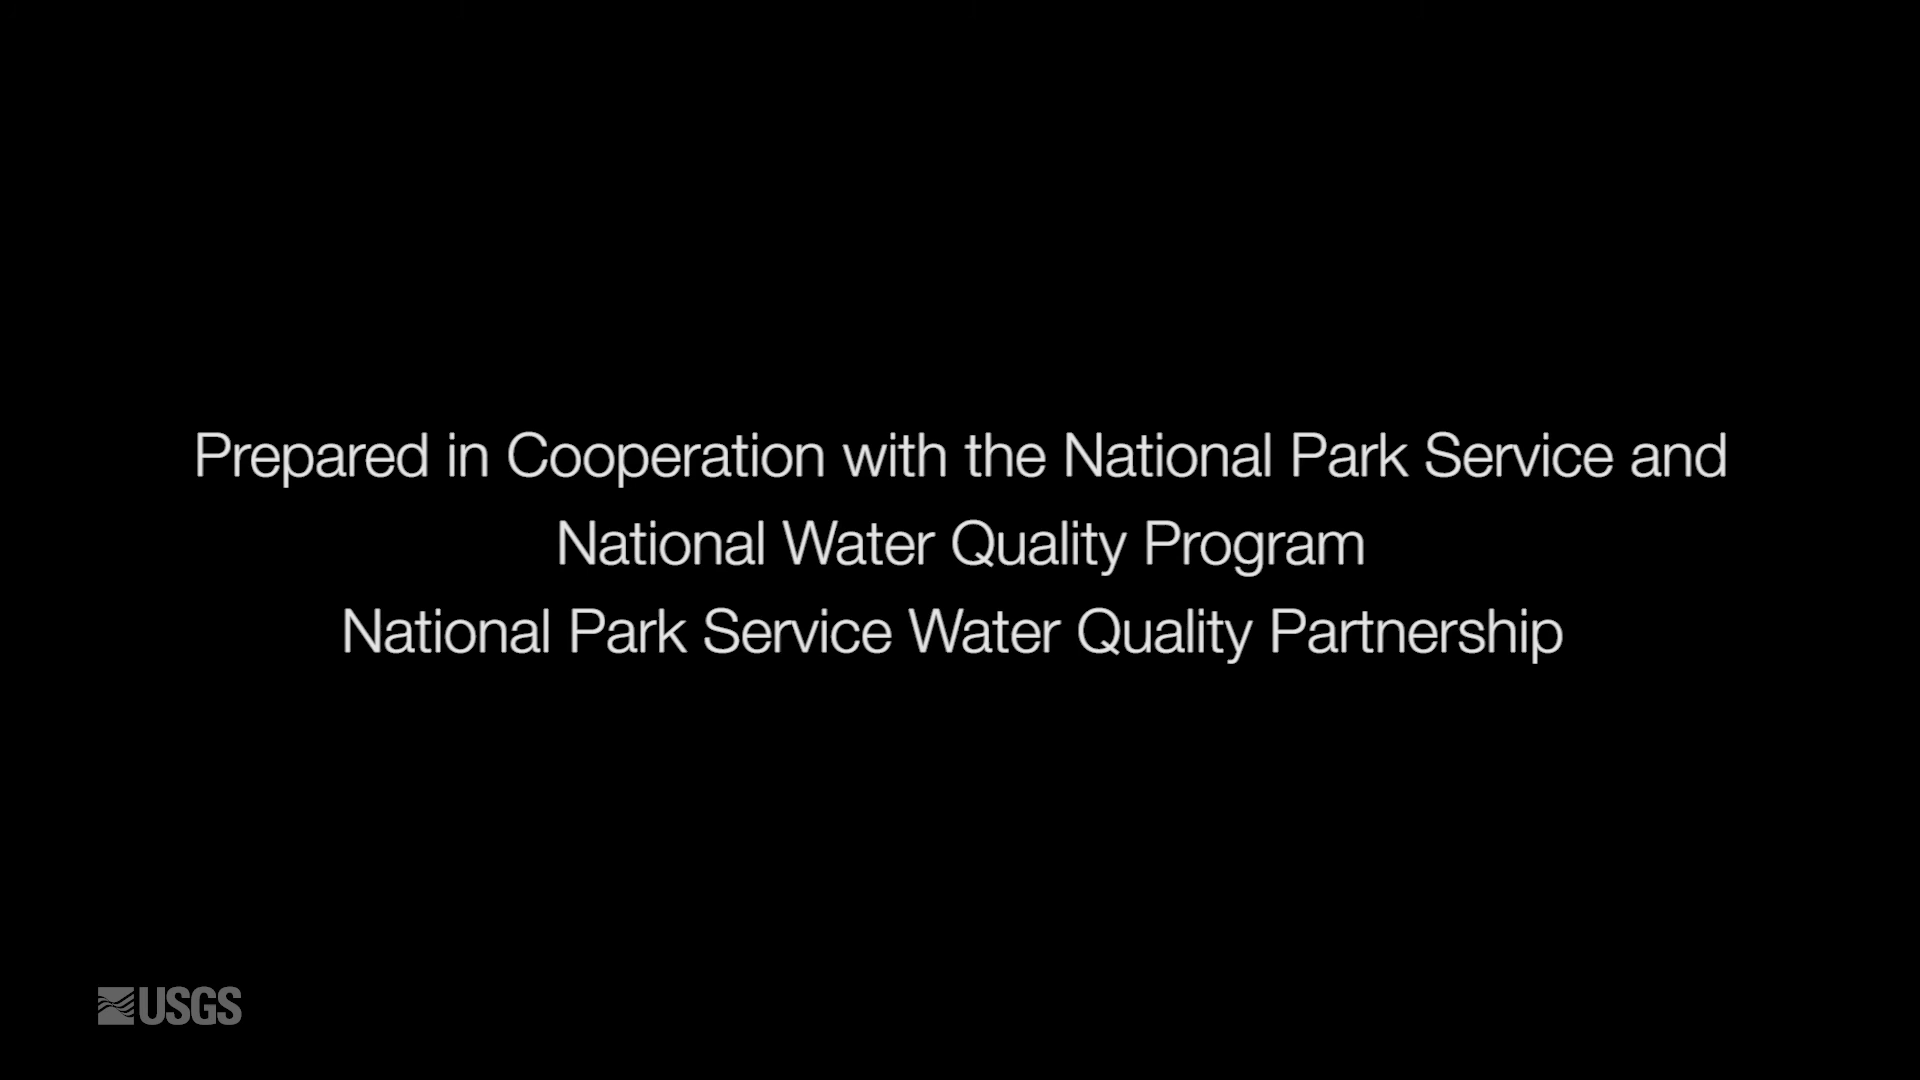 Prepared in Cooperation with the National Park Service and
National Water Quality Program
National Park Service Water Quality Partnership
USGS